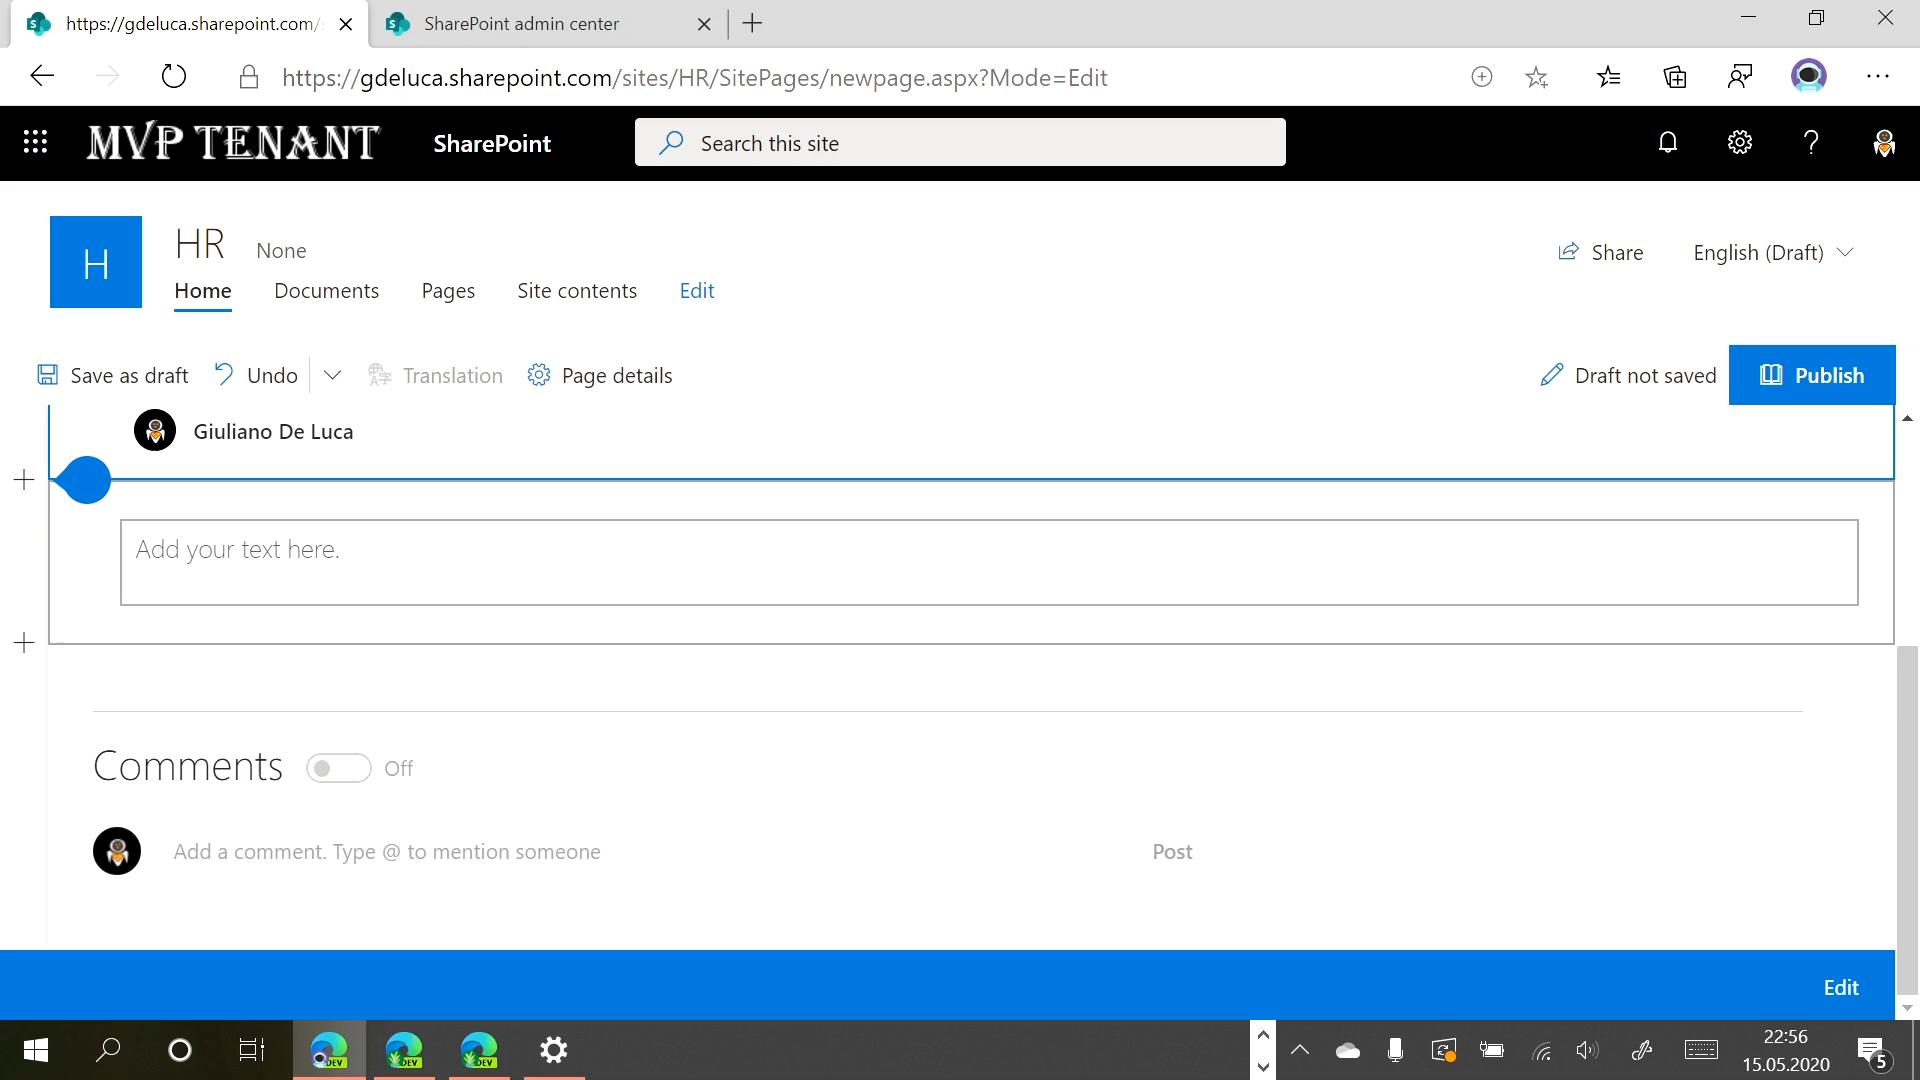 https://gdeluca.sharepoint.com/
SharePoint admin center
https://gdeluca.sharepoint.com/sites/HR/SitePages/newpage.aspx?Mode=Edit
MVP TENANT
SharePoint
Search this site
H
HR
None
Share
English (Draft)
Home
Documents
Pages
Site contents
Edit
Save as draft
Undo
Translation
Page details
Draft not saved
Publish
Giuliano De Luca
Add your text here.
Comments
Off
Add a comment. Type @ to mention someone
Post
Edit
DEV
DEV
DEV
22:56
15.05.2020
5